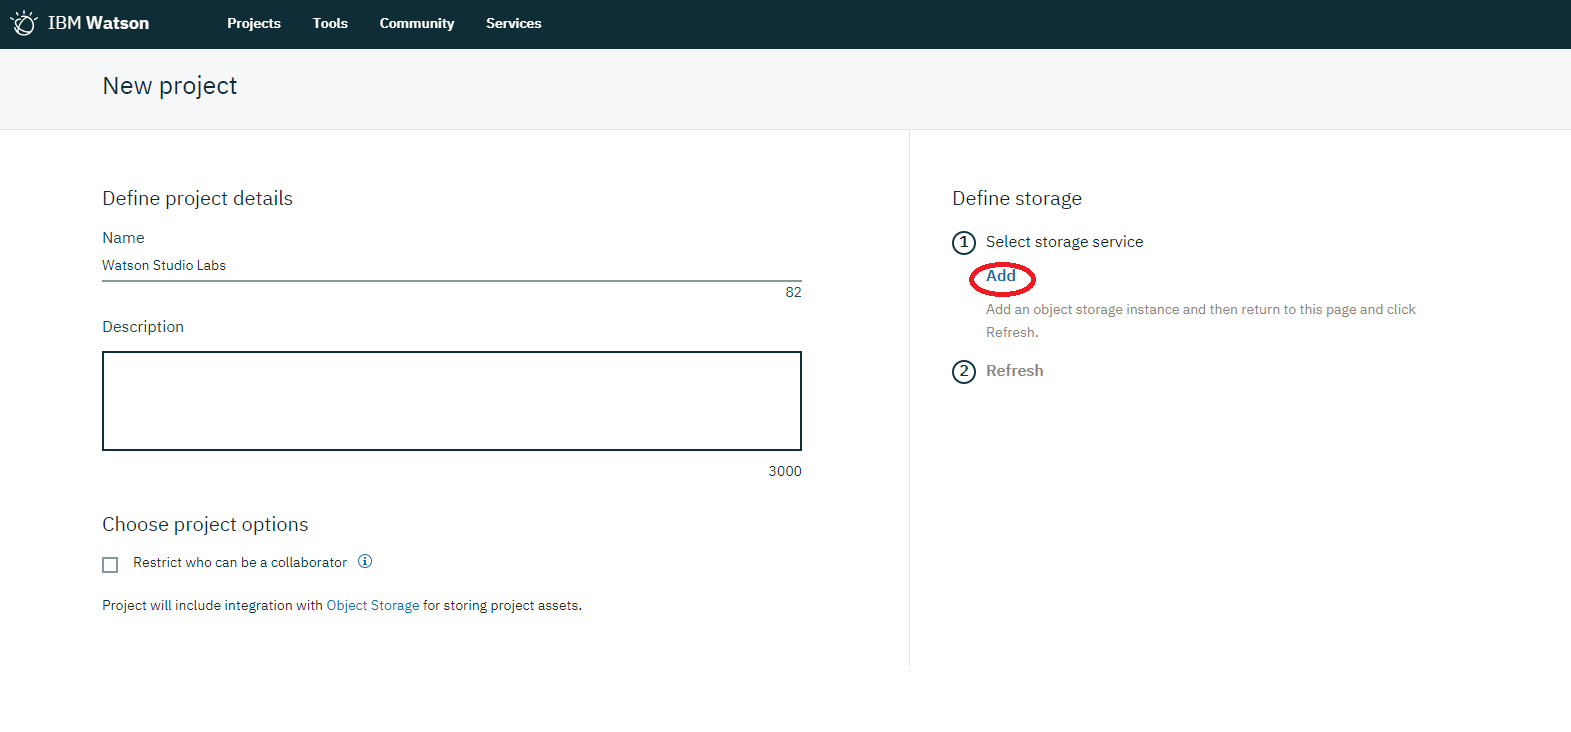 IBM Watson
Projects
Tools
Community
Services
New project
Define project details
Name
Watson Studio Labs
82
Description
3000
Choose project options
Restrict who can be a collaborator
Project will include integration with Object Storage for storing project assets.
Define storage
1 Select storage service
Add
Add an object storage instance and then return to this page and click
Refresh.
2 Refresh